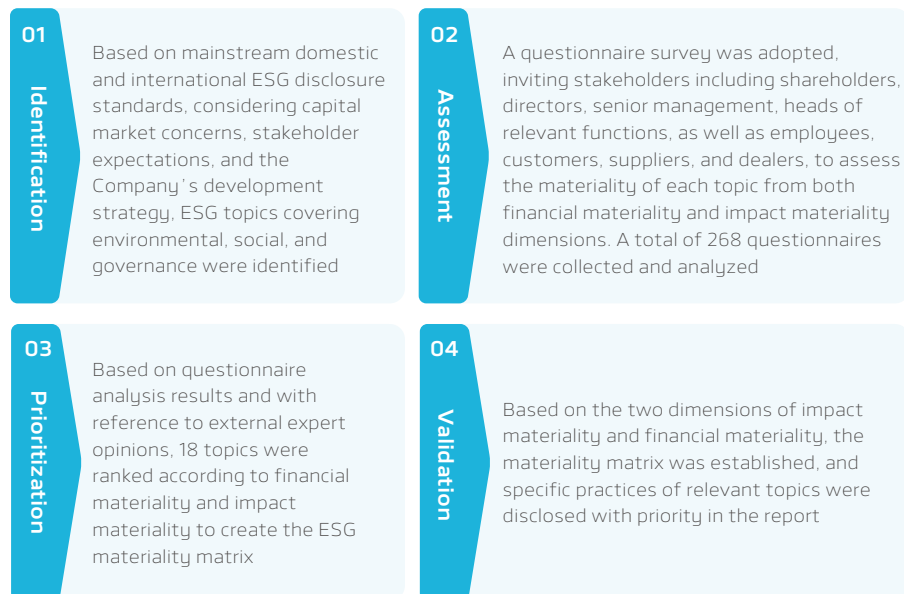 01
Identification
Based on mainstream domestic
and international ESG disclosure
standards, considering capital
market concerns, stakeholder
expectations, and the
Company's development
strategy, ESG topics covering
environmental, social, and
governance were identified
02
Assessment
A questionnaire survey was adopted,
inviting stakeholders including shareholders,
directors, senior management, heads of
relevant functions, as well as employees,
customers, suppliers, and dealers, to assess
the materiality of each topic from both
financial materiality and impact materiality
dimensions. A total of 268 questionnaires
were collected and analyzed
03
Prioritization
Based on questionnaire
analysis results and with
reference to external expert
opinions, 18 topics were
ranked according to financial
materiality and impact
materiality to create the ESG
materiality matrix
04
Validation
Based on the two dimensions of impact
materiality and financial materiality, the
materiality matrix was established, and
specific practices of relevant topics were
disclosed with priority in the report